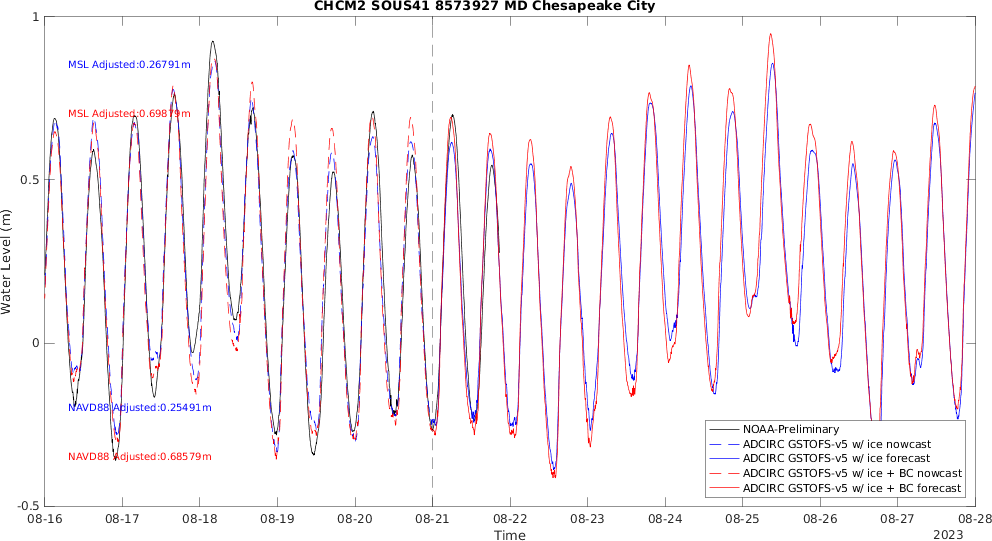 CHCM2 SOUS41 8573927 MD Chesapeake City
1
0.5
0
-0.5
Water Level (m)
MSL Adjusted:0.26791m
MSL Adjusted:0.69879m
NAVD88 Adjusted:0.25491m
NAVD88 Adjusted:0.68579m
NOAA-Preliminary
ADCIRC GSTOFS-v5 w/ ice nowcast
ADCIRC GSTOFS-v5 w/ ice forecast
ADCIRC GSTOFS-v5 w/ ice + BC nowcast
ADCIRC GSTOFS-v5 w/ ice + BC forecast
08-16 08-17 08-18 08-19 08-20 08-21 08-22 08-23 08-24 08-25 08-26 08-27 08-28
Time
2023